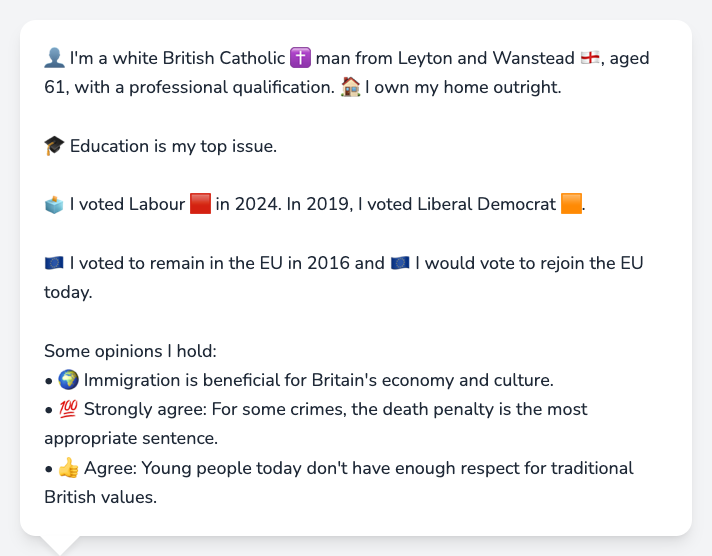 👤 I'm a white British Catholic ✝️ man from Leyton and Wanstead 🏴󠁧󠁢󠁥󠁮󠁧󠁿, aged
61, with a professional qualification. 🏠 I own my home outright.
🎓 Education is my top issue.
🗳️ I voted Labour 🟥 in 2024. In 2019, I voted Liberal Democrat 🟧.
🇪🇺 I voted to remain in the EU in 2016 and 🇪🇺 I would vote to rejoin the EU
today.
Some opinions I hold:
• 🌍 Immigration is beneficial for Britain's economy and culture.
• 💯 Strongly agree: For some crimes, the death penalty is the most
appropriate sentence.
• 👍 Agree: Young people today don't have enough respect for traditional
British values.